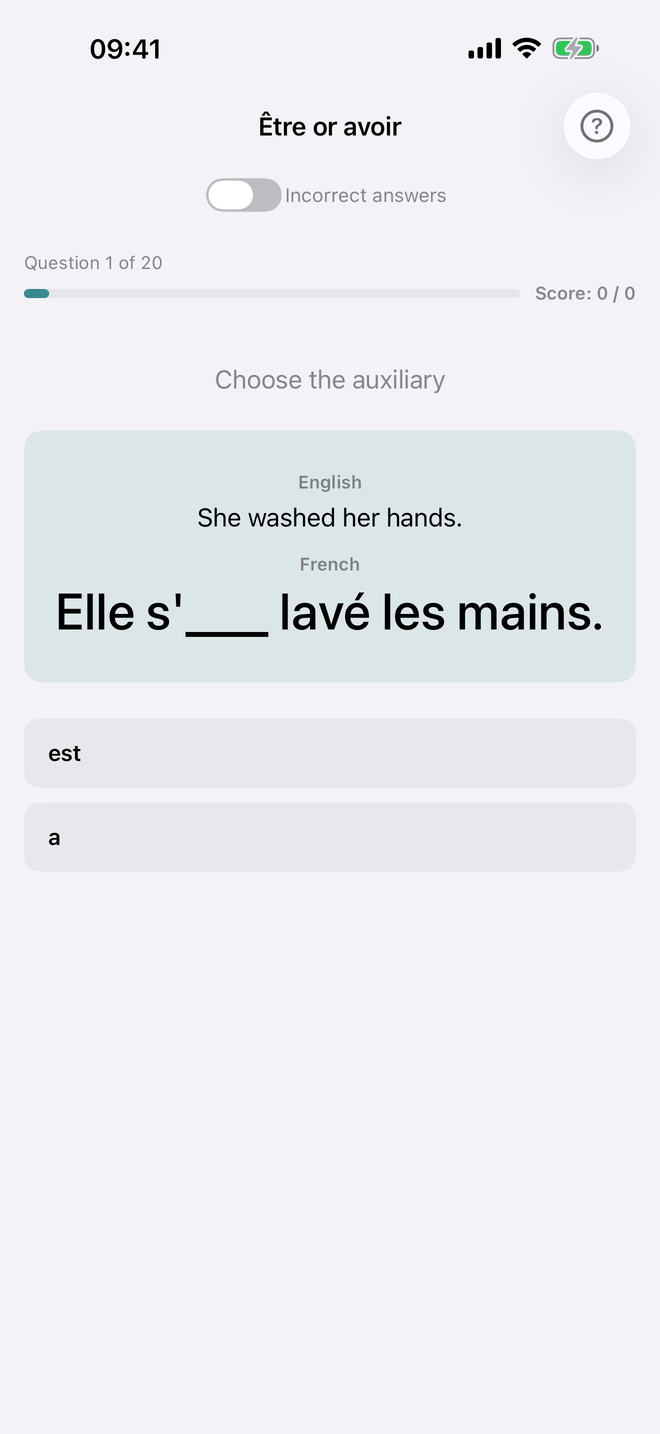 09:41
Être or avoir
Incorrect answers
Question 1 of 20
Score: 0 / 0
Choose the auxiliary
English
She washed her hands.
French
Elle s'___ lavé les mains.
est
a